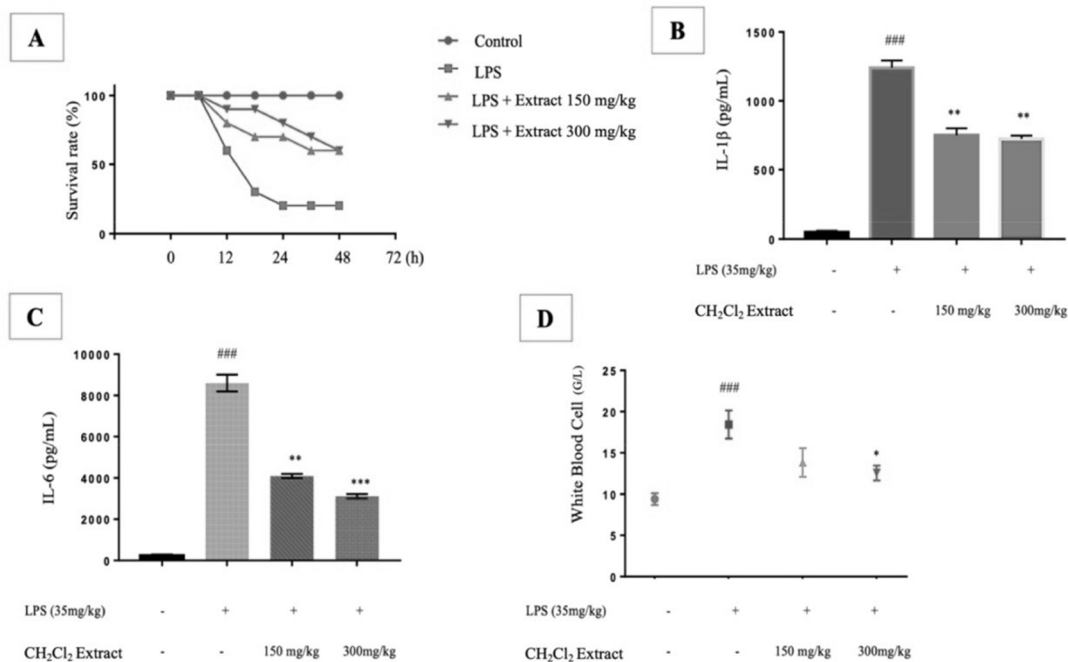 A
Control
LPS
LPS + Extract 150 mg/kg
LPS + Extract 300 mg/kg
Survival rate (%)
100
50
0
0 12 24 48 72 (h)
B
IL-1β (pg/mL)
1500
1000
500
0
###
**
**
LPS (35mg/kg) - + + +
CH₂Cl₂ Extract - - 150 mg/kg 300mg/kg
C
IL-6 (pg/mL)
10000
8000
6000
4000
2000
0
###
**
***
LPS (35mg/kg) - + + +
CH₂Cl₂ Extract - - 150 mg/kg 300mg/kg
D
White Blood Cell (G/L)
25
20
15
10
5
0
###
*
LPS (35mg/kg) - + + +
CH₂Cl₂ Extract - - 150 mg/kg 300mg/kg